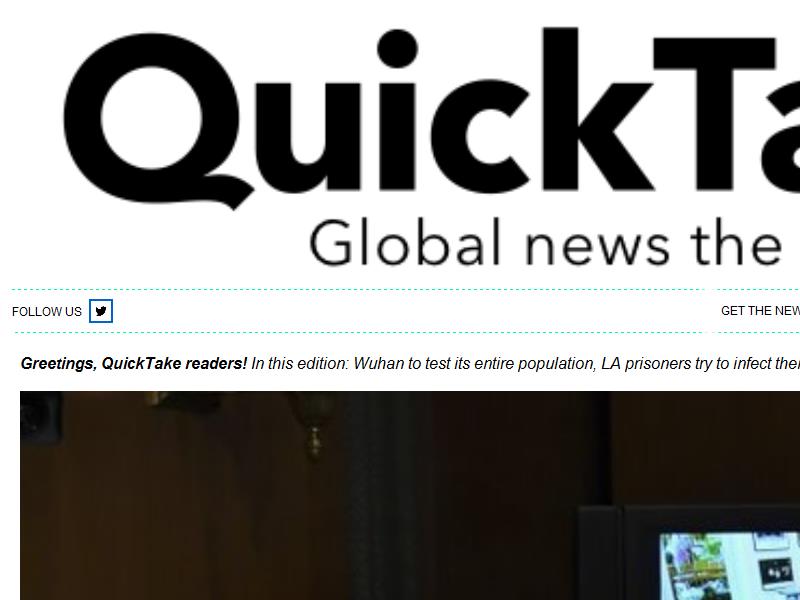 QuickTa
Global news the
FOLLOW US
GET THE NEW
Greetings, QuickTake readers! In this edition: Wuhan to test its entire population, LA prisoners try to infect the